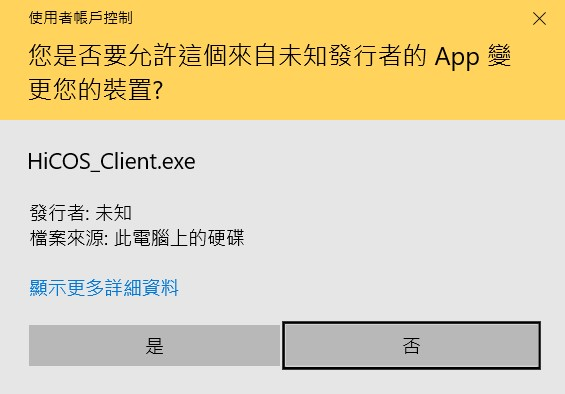 使用者帳戶控制
您是否要允許這個來自未知發行者的 App 變
更您的裝置?
HiCOS_Client.exe
發行者: 未知
檔案來源: 此電腦上的硬碟
顯示更多詳細資料
是
否